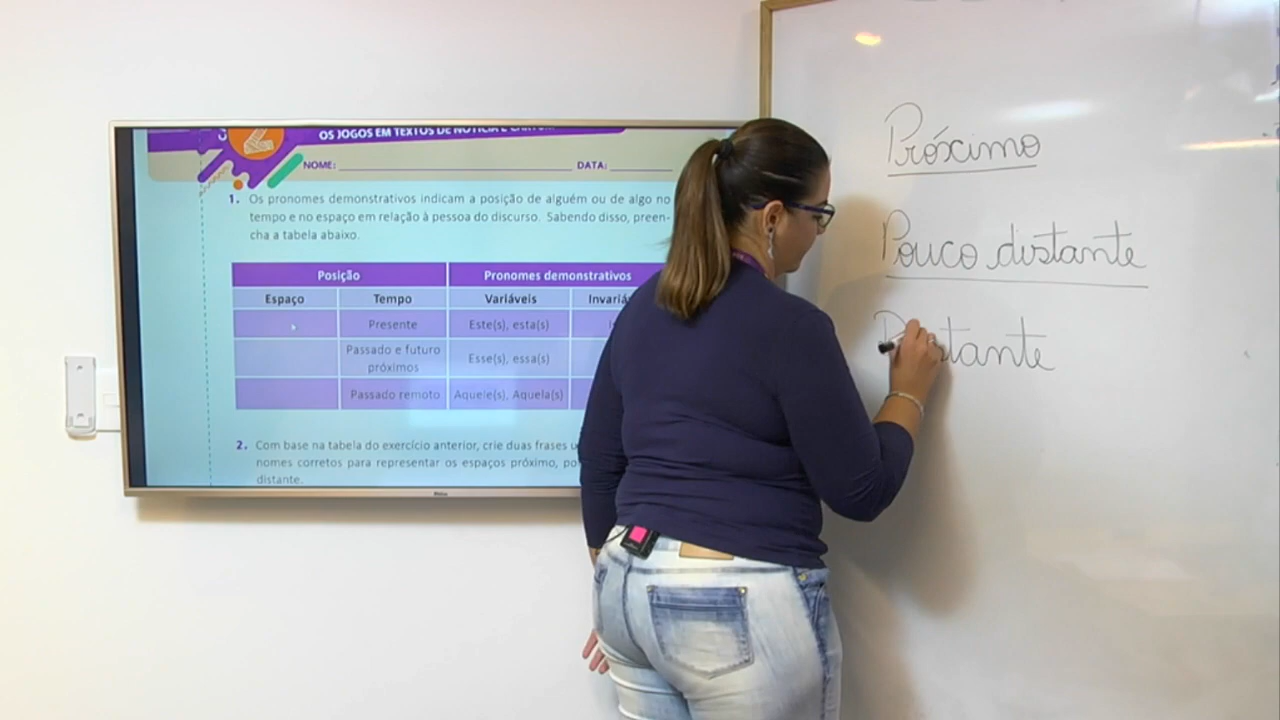 OS JOGOS EM TEXTOS DE NOTÍCIA E
NOME: DATA:
1. Os pronomes demonstrativos indicam a posição de alguém ou de algo no
tempo e no espaço em relação à pessoa do discurso. Sabendo disso, preen-
cha a tabela abaixo.
Posição Pronomes demonstrativos
Espaço Tempo Variáveis
Presente Este(s), esta(s)
Passado e futuro
próximos
Esse(s), essa(s)
Passado remoto Aquele(s), Aquela(s)
2. Com base na tabela do exercício anterior, crie duas frases
nomes corretos para representar os espaços próximo,
distante.
Próximo
Pouco distante
Distante